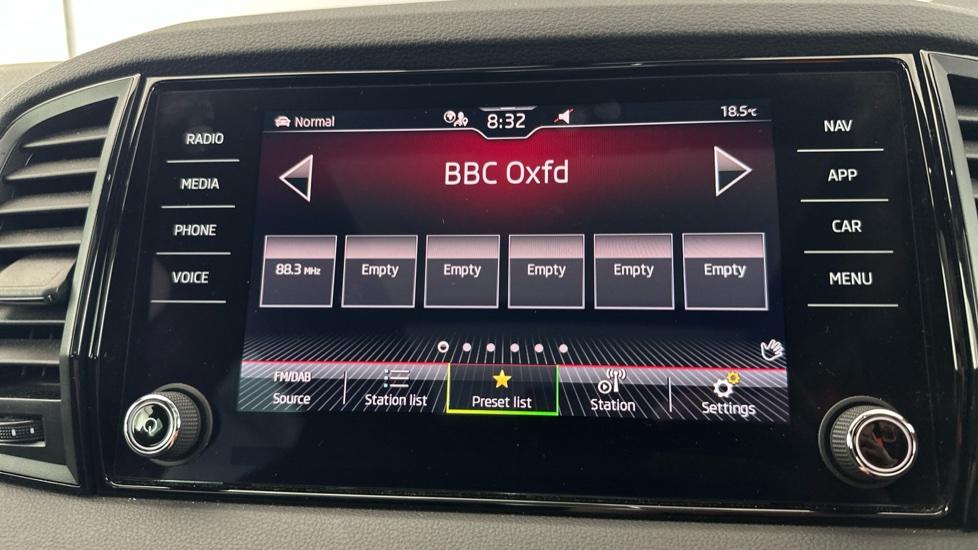 Normal 8:32 18.5°C
RADIO
MEDIA
PHONE
VOICE
BBC Oxfd
88.3 MHz Empty Empty Empty Empty Empty
FM/DAB
Source Station list Preset list Station Settings
NAV
APP
CAR
MENU